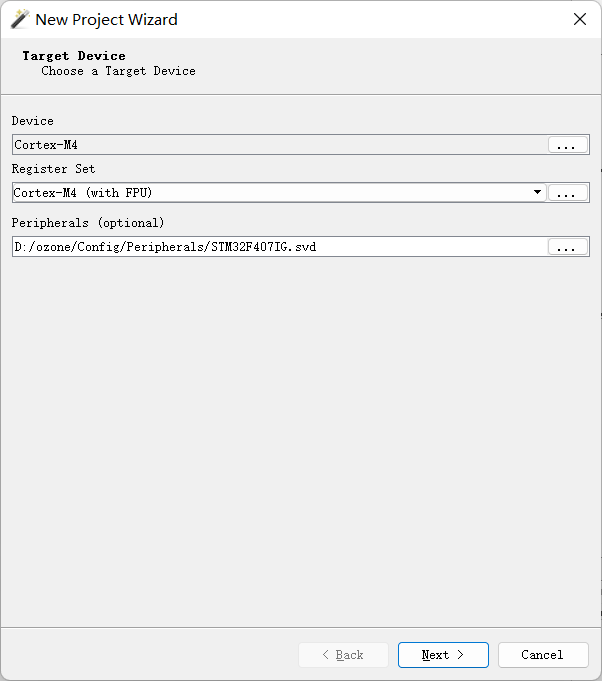 New Project Wizard
Target Device
Choose a Target Device
Device
Cortex-M4
...
Register Set
Cortex-M4 (with FPU)
...
Peripherals (optional)
D:/ozone/Config/Peripherals/STM32F407IG.svd
...
< Back
Next >
Cancel